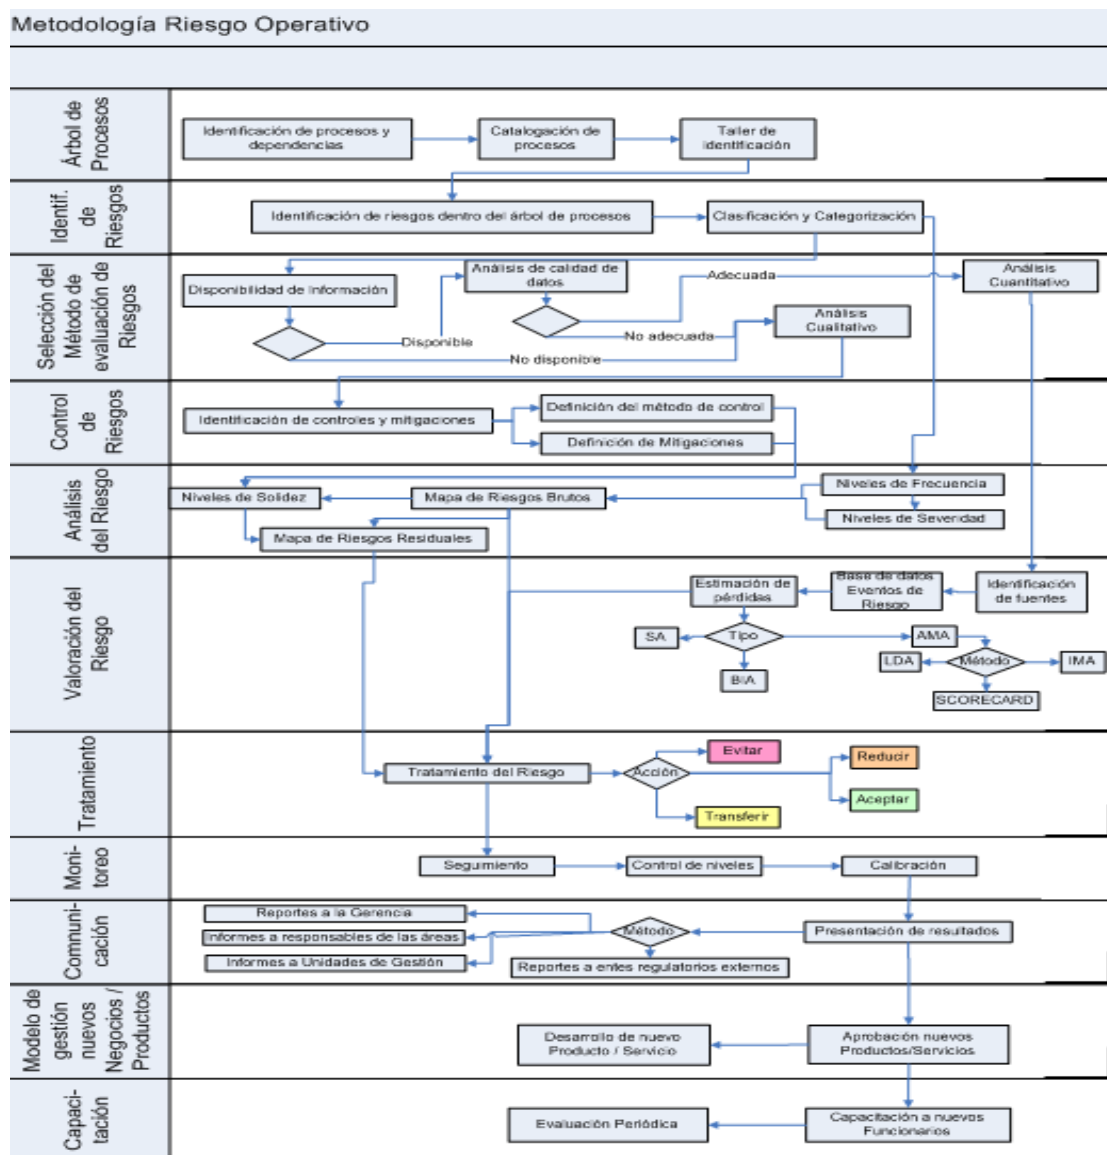 Metodología Riesgo Operativo
Árbol de
Procesos
Identificación de procesos y
dependencias
Catalogación de
procesos
Taller de
identificación
Identif.
de
Riesgos
Identificación de riesgos dentro del árbol de procesos
Clasificación y Categorización
Selección del
Método de
evaluación de
Riesgos
Disponibilidad de Información
Análisis de calidad de
datos
Adecuada
Análisis
Cuantitativo
Análisis
Cualitativo
Disponible
No adecuada
No disponible
Control
de
Riesgos
Identificación de controles y mitigaciones
Definición del método de control
Definición de Mitigaciones
Análisis
del Riesgo
Niveles de Solidez
Mapa de Riesgos Brutos
Niveles de Frecuencia
Niveles de Severidad
Mapa de Riesgos Residuales
Valoración del
Riesgo
Estimación de
pérdidas
Base de datos
Eventos de
Riesgo
Identificación
de fuentes
SA
Tipo
AMA
BIA
LDA
Método
IMA
SCORECARD
Tratamiento
Tratamiento del Riesgo
Acción
Evitar
Reducir
Aceptar
Transferir
Moni-
toreo
Seguimiento
Control de niveles
Calibración
Communi-
cación
Reportes a la Gerencia
Informes a responsables de las áreas
Informes a Unidades de Gestión
Método
Presentación de resultados
Reportes a entes regulatorios externos
Modelo de
gestión
nuevos
Negocios /
Productos
Desarrollo de nuevo
Producto / Servicio
Aprobación nuevos
Productos/Servicios
Capaci-
tación
Evaluación Periódica
Capacitación a nuevos
Funcionarios